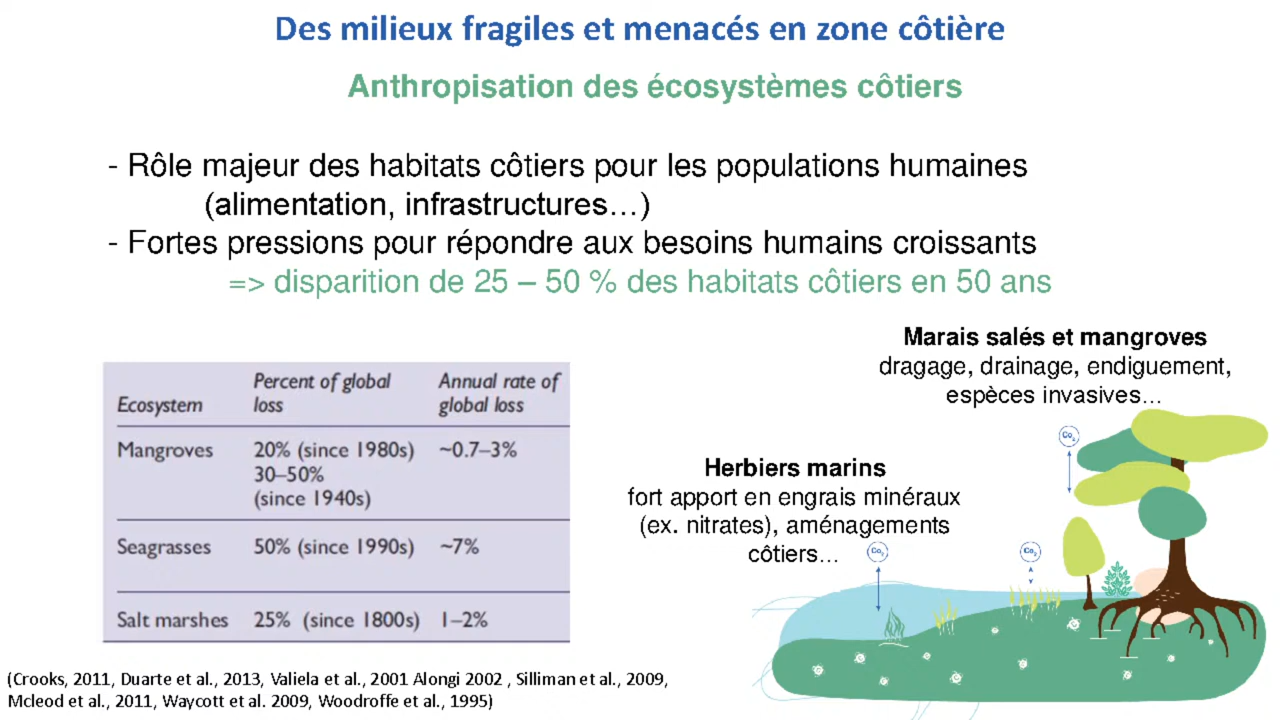 Des milieux fragiles et menacés en zone côtière
Anthropisation des écosystèmes côtiers
- Rôle majeur des habitats côtiers pour les populations humaines
(alimentation, infrastructures…)
- Fortes pressions pour répondre aux besoins humains croissants
=> disparition de 25 – 50 % des habitats côtiers en 50 ans
Marais salés et mangroves
dragage, drainage, endiguement,
espèces invasives…
Herbiers marins
fort apport en engrais minéraux
(ex. nitrates), aménagements
côtiers…
Co2
Co2
Co2
Ecosystem Percent of global loss Annual rate of global loss
Mangroves 20% (since 1980s) ~0.7–3%
30–50%
(since 1940s)
Seagrasses 50% (since 1990s) ~7%
Salt marshes 25% (since 1800s) 1–2%
(Crooks, 2011, Duarte et al., 2013, Valiela et al., 2001 Alongi 2002 , Silliman et al., 2009,
Mcleod et al., 2011, Waycott et al. 2009, Woodroffe et al., 1995)